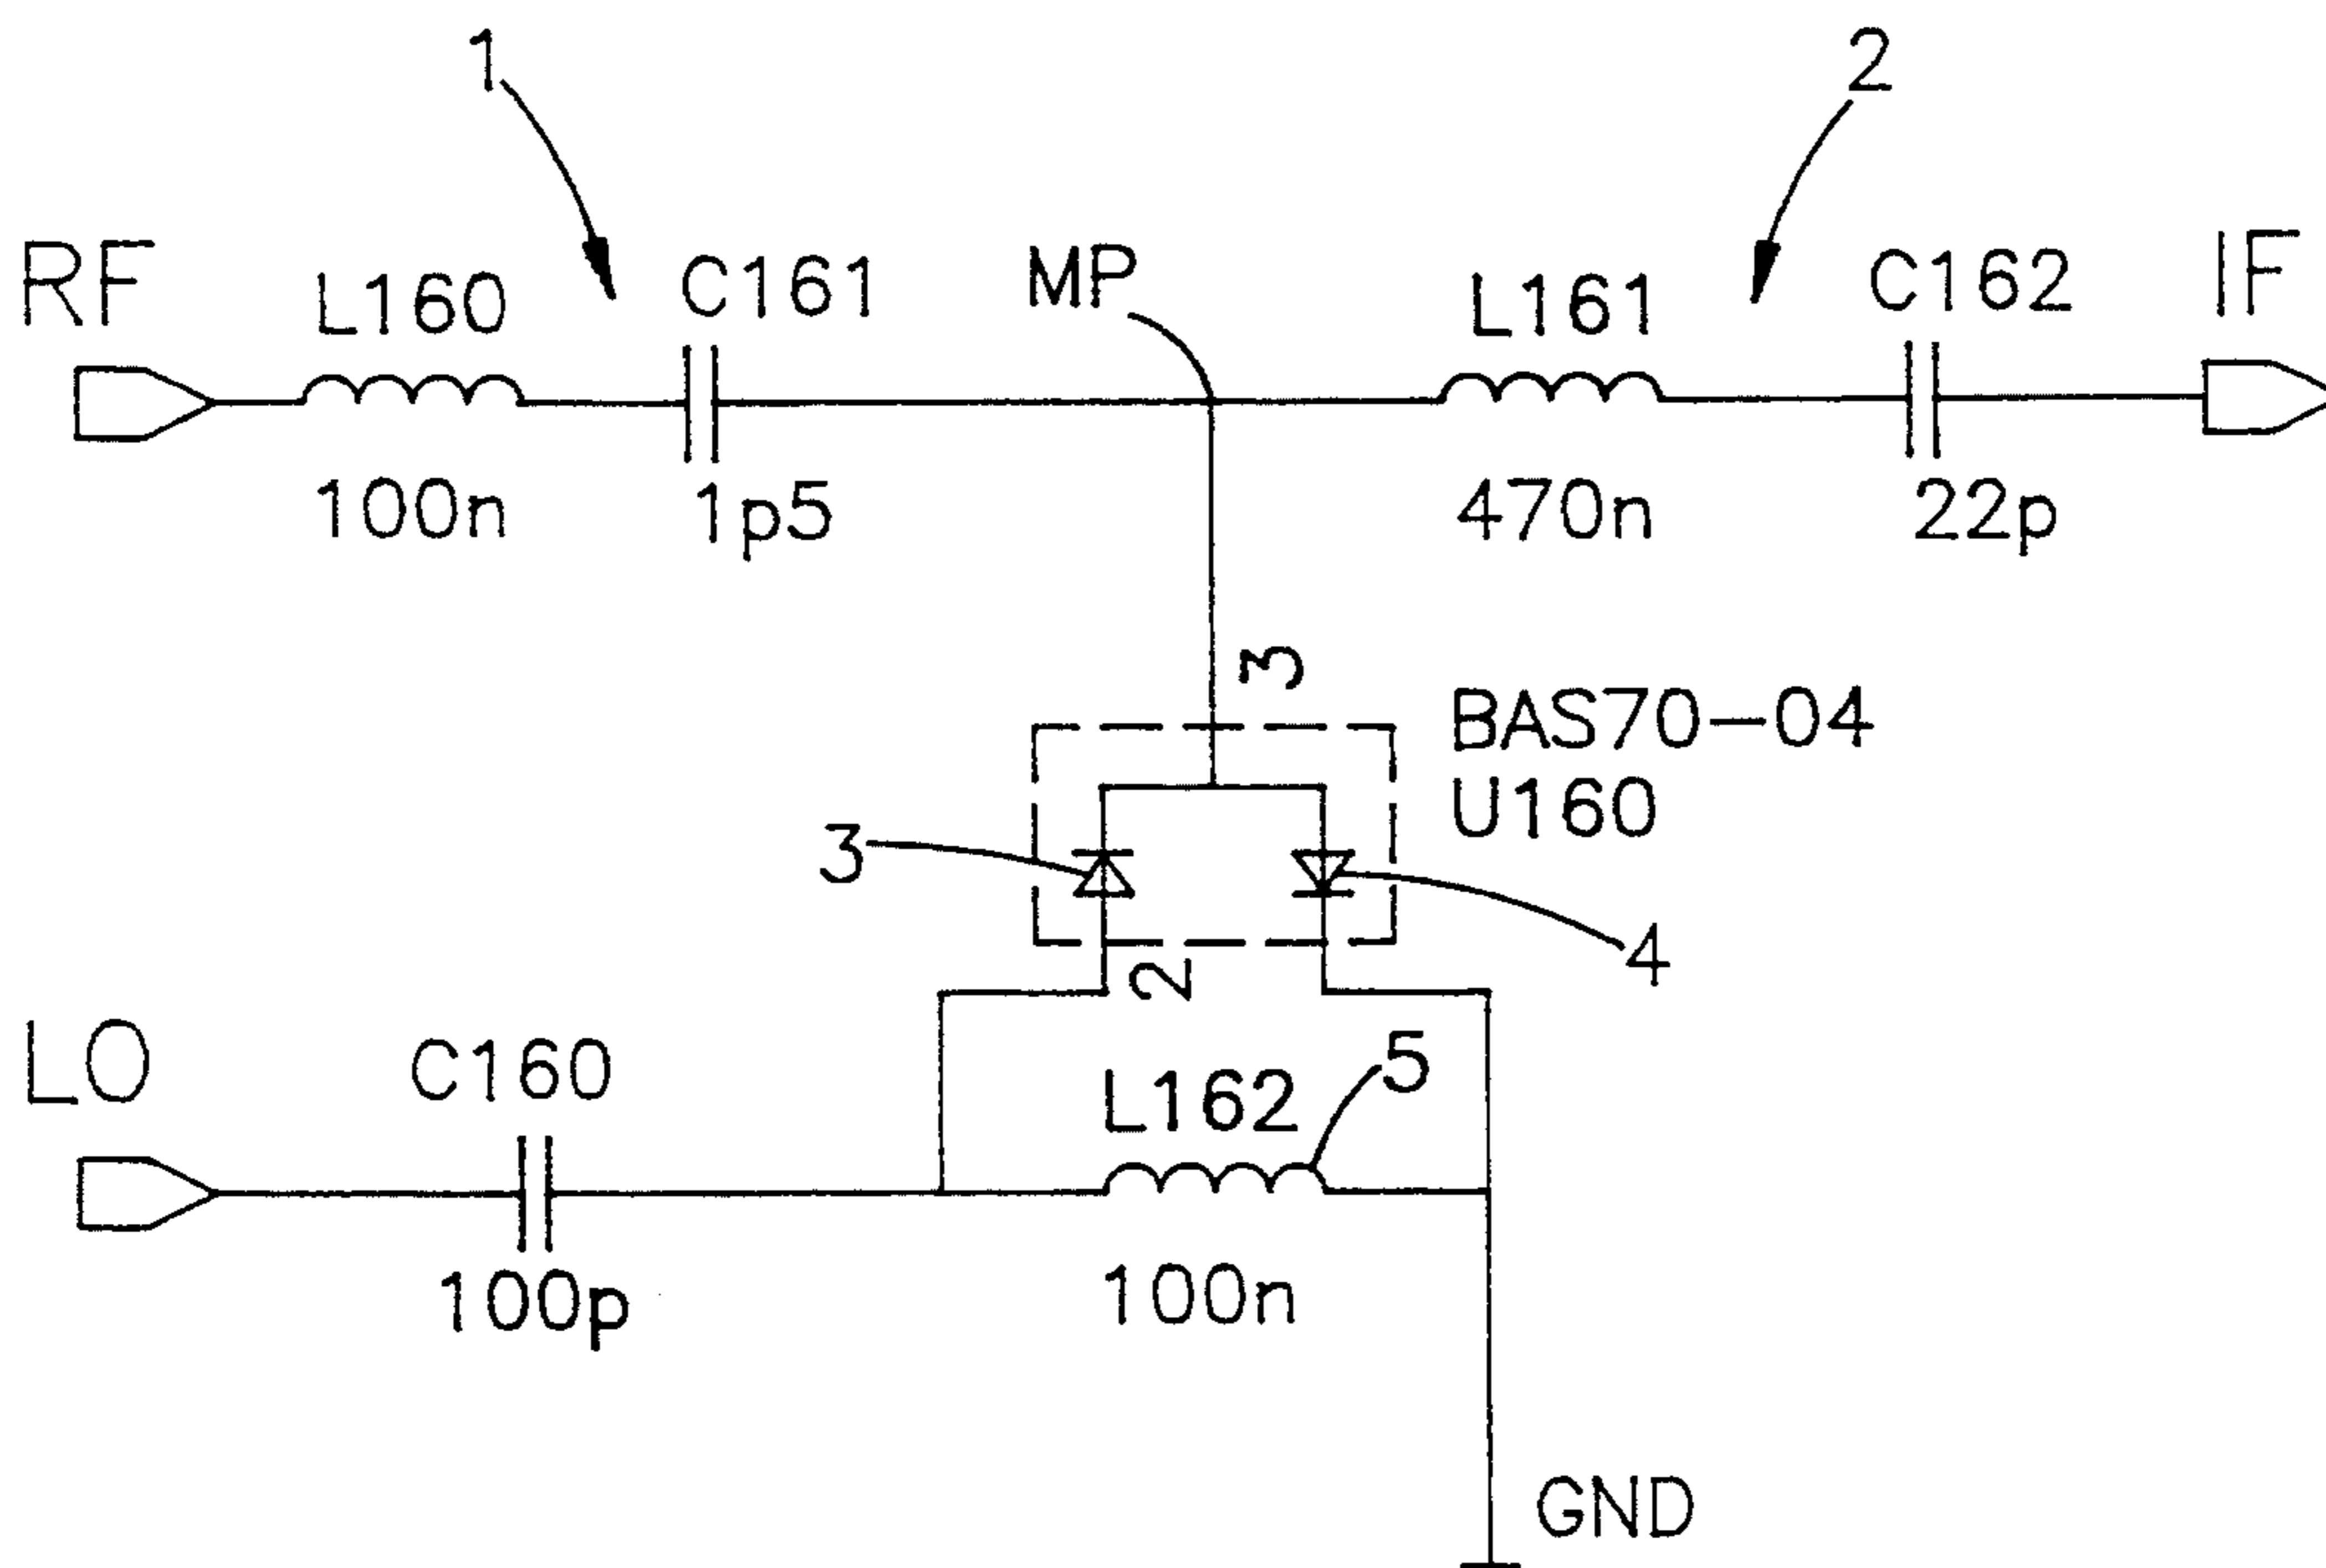 1
2
RF
L160
C161
MP
L161
C162
IF
100n
1p5
470n
22p
3
BAS70-04
U160
3
4
2
LO
C160
L162
5
100p
100n
GND